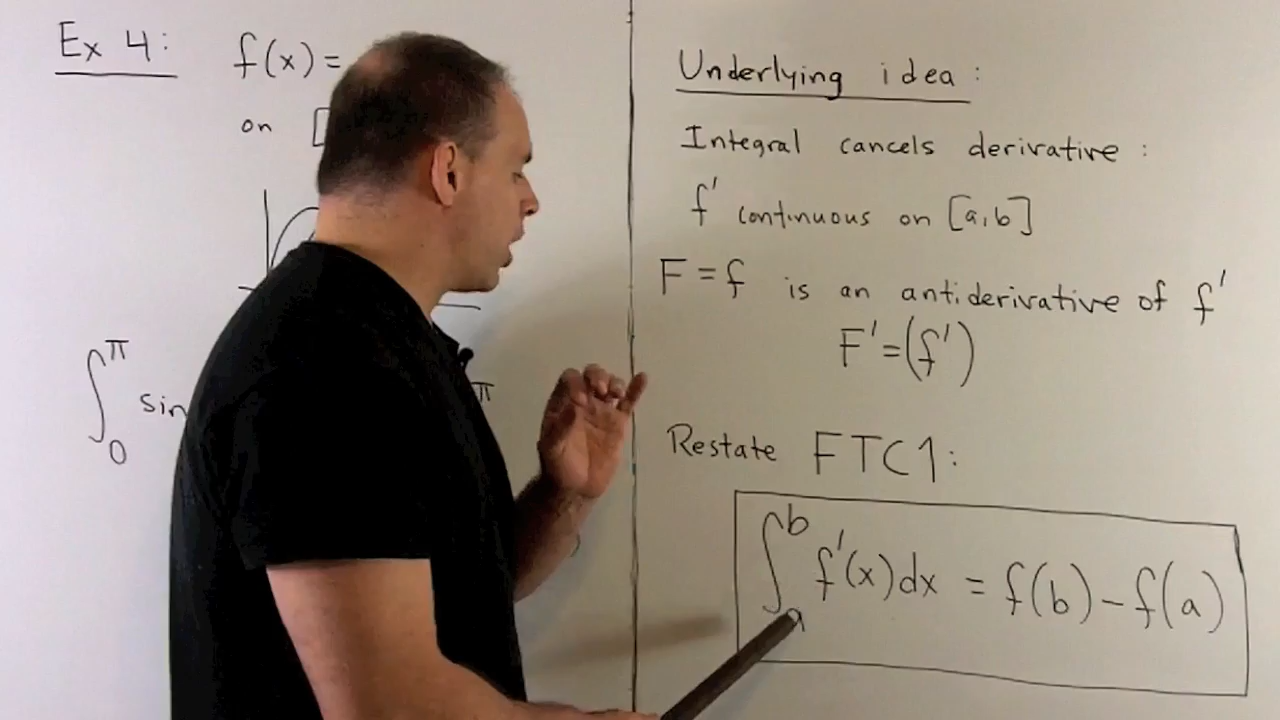 Ex 4: f(x)=
on [
∫₀^π sin
π
Underlying idea:
Integral cancels derivative:
f' continuous on [a,b]
F=f is an antiderivative of f'
F'=(f')
Restate FTC1:
∫ₐᵇ f'(x)dx = f(b)-f(a)